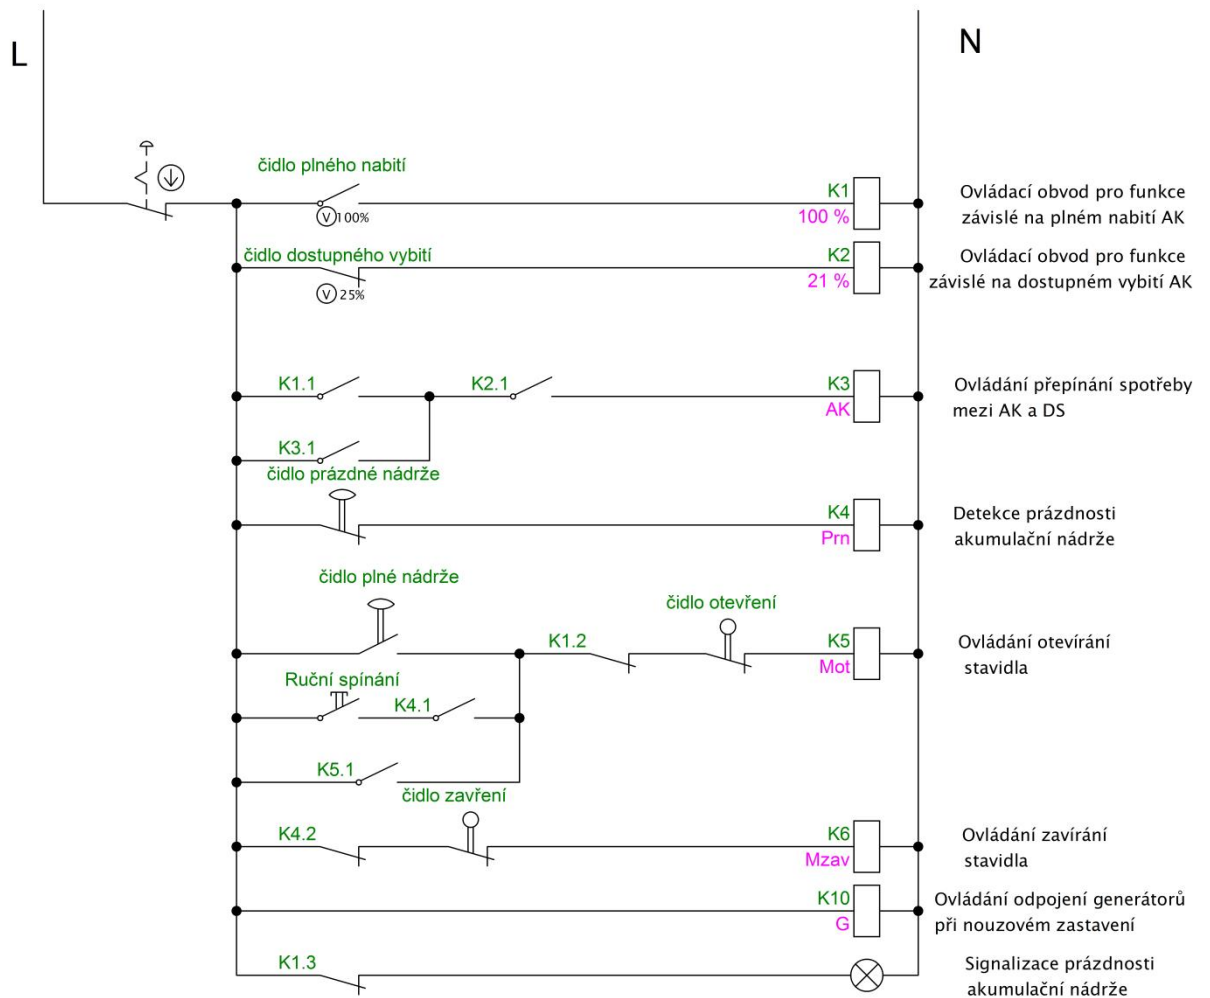 L
N
čidlo plného nabití
V 100%
K1
100 %
Ovládací obvod pro funkce
závislé na plném nabití AK
čidlo dostupného vybití
V 25%
K2
21 %
Ovládací obvod pro funkce
závislé na dostupném vybití AK
K1.1
K2.1
K3
AK
Ovládání přepínání spotřeby
mezi AK a DS
K3.1
čidlo prázdné nádrže
K4
Prn
Detekce prázdnosti
akumulační nádrže
čidlo plné nádrže
čidlo otevření
K1.2
K5
Mot
Ovládání otevírání
stavidla
Ruční spínání
K4.1
K5.1
čidlo zavření
K4.2
K6
Mzav
Ovládání zavírání
stavidla
K10
G
Ovládání odpojení generátorů
při nouzovém zastavení
K1.3
Signalizace prázdnosti
akumulační nádrže